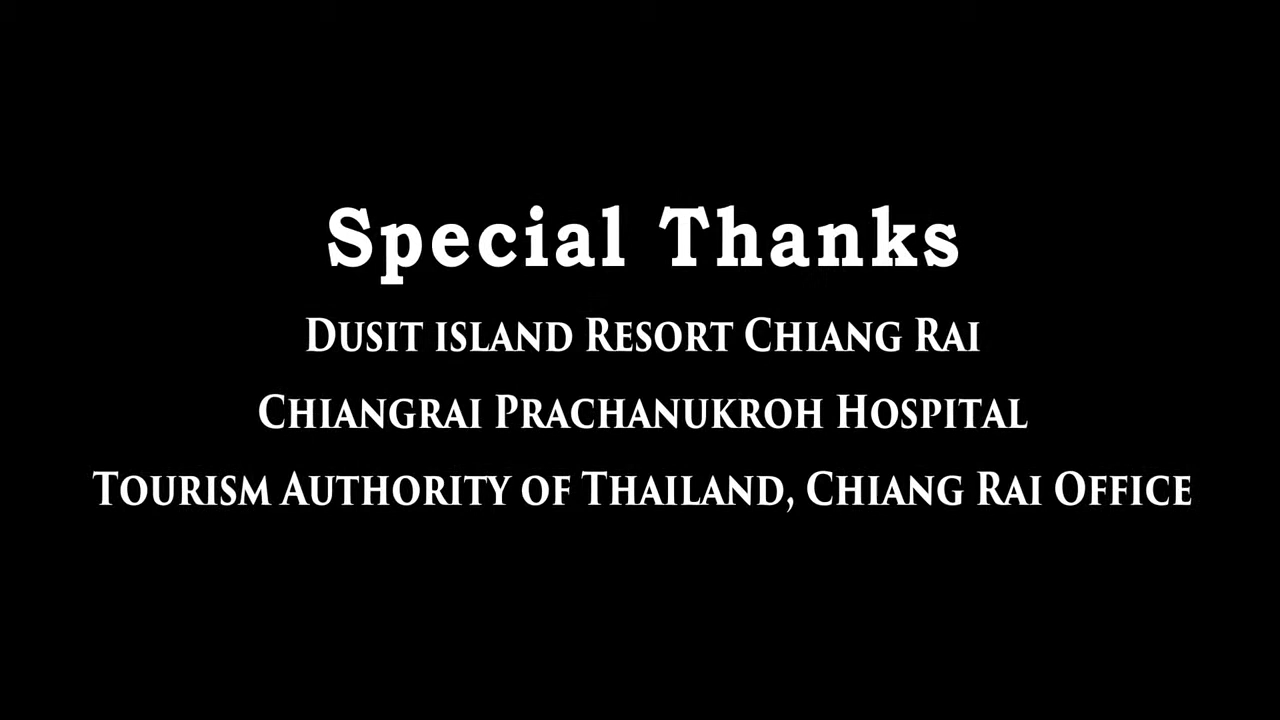 Special Thanks
Dusit island Resort Chiang Rai
Chiangrai Prachanukroh Hospital
Tourism Authority of Thailand, Chiang Rai Office